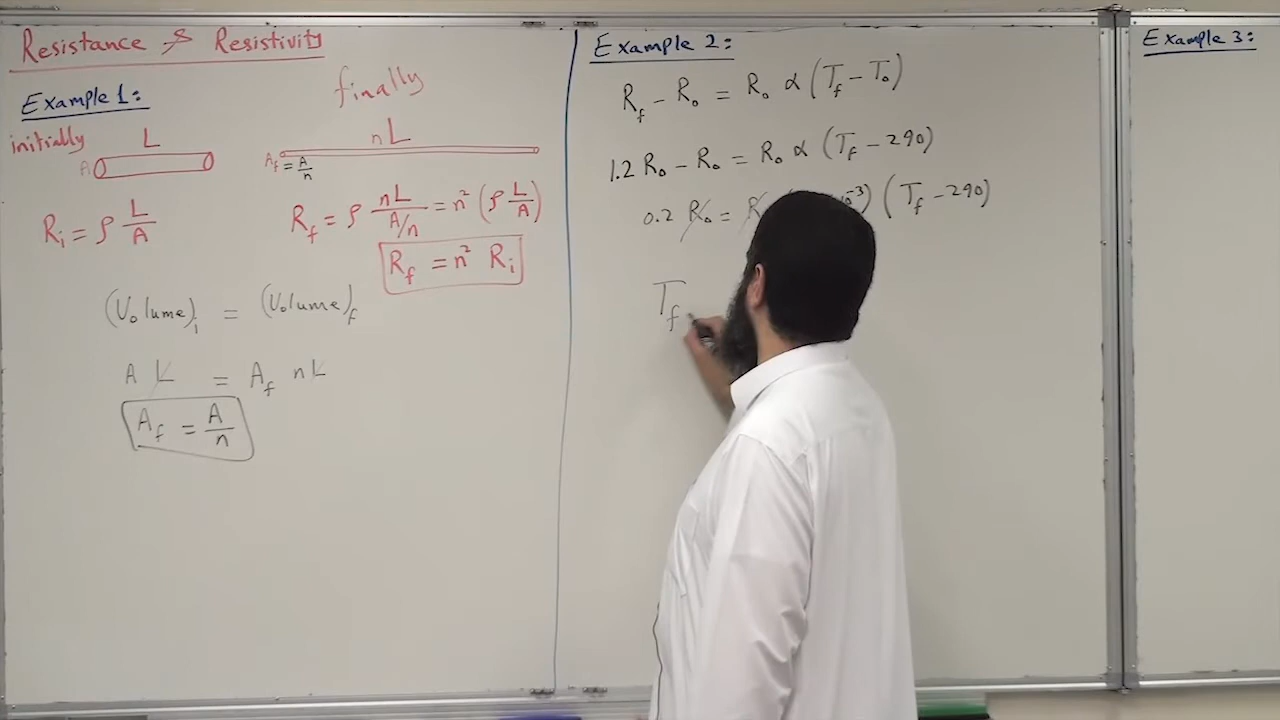 Resistance & Resistivity
Example 1:
finally
initially
L
nL
A
A_f = A/n
R_i = ρ L/A
R_f = ρ nL/(A/n) = n² (ρ L/A)
R_f = n² R_i
(Volume)_i = (Volume)_f
A L = A_f nL
A_f = A/n
Example 2:
R_f - R_o = R_o α (T_f - T_o)
1.2 R_o - R_o = R_o α (T_f - 290)
0.2 R_o = R -3) (T_f - 290)
T_f
Example 3: